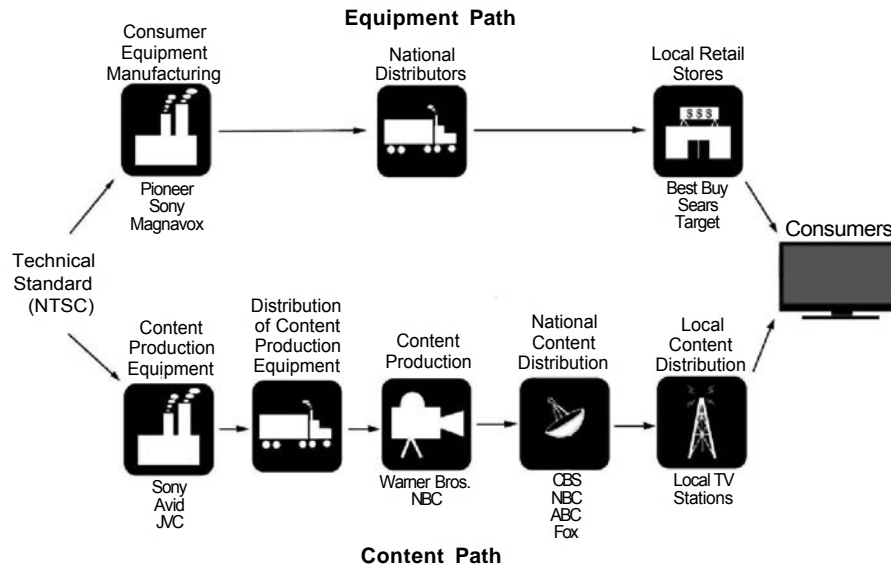 Equipment Path
Consumer
Equipment
Manufacturing
Pioneer
Sony
Magnavox
National
Distributors
Local Retail
Stores
$ $ $
Best Buy
Sears
Target
Consumers
Technical
Standard
(NTSC)
Content
Production
Equipment
Sony
Avid
JVC
Distribution
of Content
Production
Equipment
Content
Production
Warner Bros.
NBC
National
Content
Distribution
CBS
NBC
ABC
Fox
Local
Content
Distribution
Local TV
Stations
Content Path